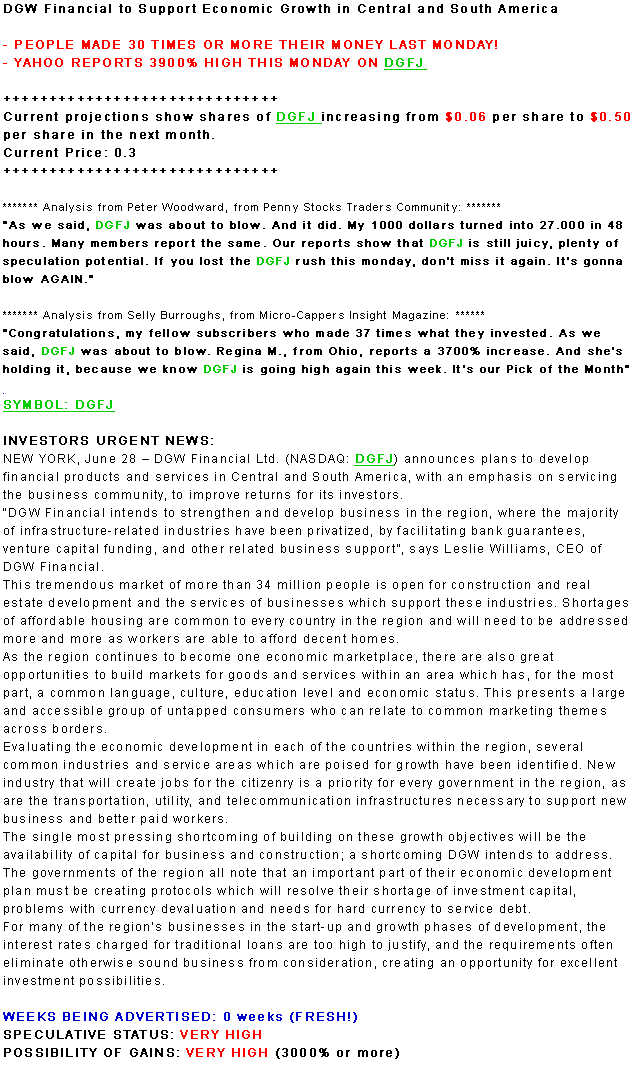 DGW Financial to Support Economic Growth in Central and South America
- PEOPLE MADE 30 TIMES OR MORE THEIR MONEY LAST MONDAY!
- YAHOO REPORTS 3900% HIGH THIS MONDAY ON DGFJ
++++++++++++++++++++++++++++++
Current projections show shares of DGFJ increasing from $0.06 per share to $0.50
per share in the next month.
Current Price: 0.3
++++++++++++++++++++++++++++++
******* Analysis from Peter Woodward, from Penny Stocks Traders Community: *******
"As we said, DGFJ was about to blow. And it did. My 1000 dollars turned into 27.000 in 48
hours. Many members report the same. Our reports show that DGFJ is still juicy, plenty of
speculation potential. If you lost the DGFJ rush this monday, don't miss it again. It's gonna
blow AGAIN."
******* Analysis from Selly Burroughs, from Micro-Cappers Insight Magazine: ******
"Congratulations, my fellow subscribers who made 37 times what they invested. As we
said, DGFJ was about to blow. Regina M., from Ohio, reports a 3700% increase. And she's
holding it, because we know DGFJ is going high again this week. It's our Pick of the Month"
.
SYMBOL: DGFJ
INVESTORS URGENT NEWS:
NEW YORK, June 28 – DGW Financial Ltd. (NASDAQ: DGFJ) announces plans to develop
financial products and services in Central and South America, with an emphasis on servicing
the business community, to improve returns for its investors.
"DGW Financial intends to strengthen and develop business in the region, where the majority
of infrastructure-related industries have been privatized, by facilitating bank guarantees,
venture capital funding, and other related business support", says Leslie Williams, CEO of
DGW Financial.
This tremendous market of more than 34 million people is open for construction and real
estate development and the services of businesses which support these industries. Shortages
of affordable housing are common to every country in the region and will need to be addressed
more and more as workers are able to afford decent homes.
As the region continues to become one economic marketplace, there are also great
opportunities to build markets for goods and services within an area which has, for the most
part, a common language, culture, education level and economic status. This presents a large
and accessible group of untapped consumers who can relate to common marketing themes
across borders.
Evaluating the economic development in each of the countries within the region, several
common industries and service areas which are poised for growth have been identified. New
industry that will create jobs for the citizenry is a priority for every government in the region, as
are the transportation, utility, and telecommunication infrastructures necessary to support new
business and better paid workers.
The single most pressing shortcoming of building on these growth objectives will be the
availability of capital for business and construction; a shortcoming DGW intends to address.
The governments of the region all note that an important part of their economic development
plan must be creating protocols which will resolve their shortage of investment capital,
problems with currency devaluation and needs for hard currency to service debt.
For many of the region's businesses in the start-up and growth phases of development, the
interest rates charged for traditional loans are too high to justify, and the requirements often
eliminate otherwise sound business from consideration, creating an opportunity for excellent
investment possibilities.
WEEKS BEING ADVERTISED: 0 weeks (FRESH!)
SPECULATIVE STATUS: VERY HIGH
POSSIBILITY OF GAINS: VERY HIGH (3000% or more)